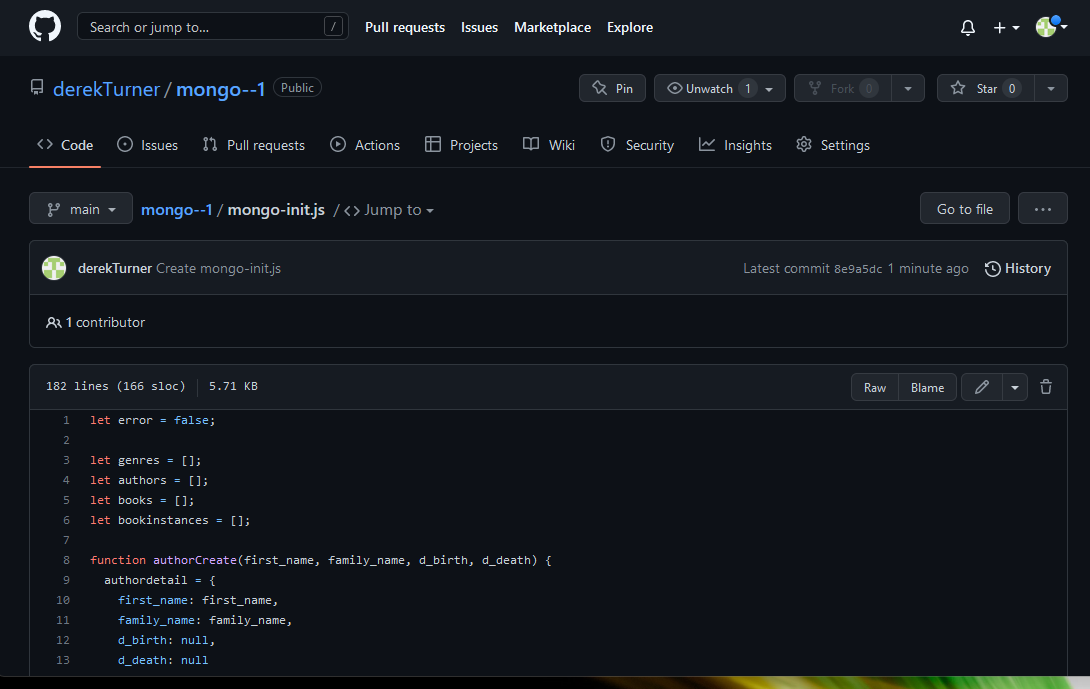 Search or jump to... /
Pull requests Issues Marketplace Explore
derekTurner / mongo--1 Public
Pin Unwatch 1 Fork 0 Star 0
Code Issues Pull requests Actions Projects Wiki Security Insights Settings
main mongo--1 / mongo-init.js / <> Jump to Go to file ...
derekTurner Create mongo-init.js Latest commit 8e9a5dc 1 minute ago History
1 contributor
182 lines (166 sloc) 5.71 KB Raw Blame
1 let error = false;
2
3 let genres = [];
4 let authors = [];
5 let books = [];
6 let bookinstances = [];
7
8 function authorCreate(first_name, family_name, d_birth, d_death) {
9 authordetail = {
10 first_name: first_name,
11 family_name: family_name,
12 d_birth: null,
13 d_death: null